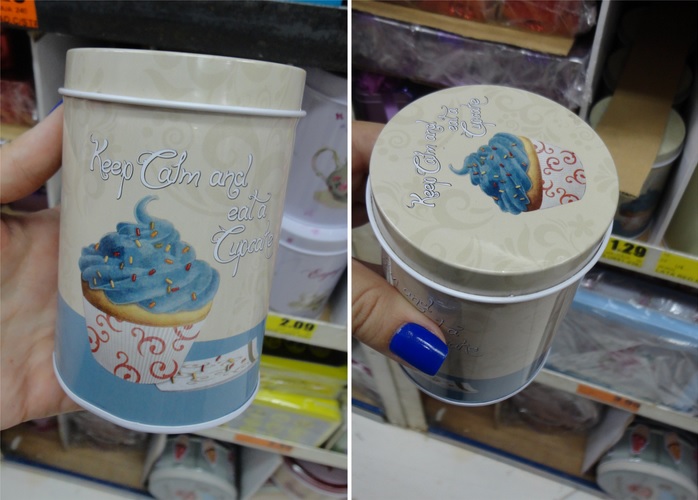 Keep Calm and
eat a
Cupcake
2.09
Keep Calm and
eat a
Cupcake
1.29